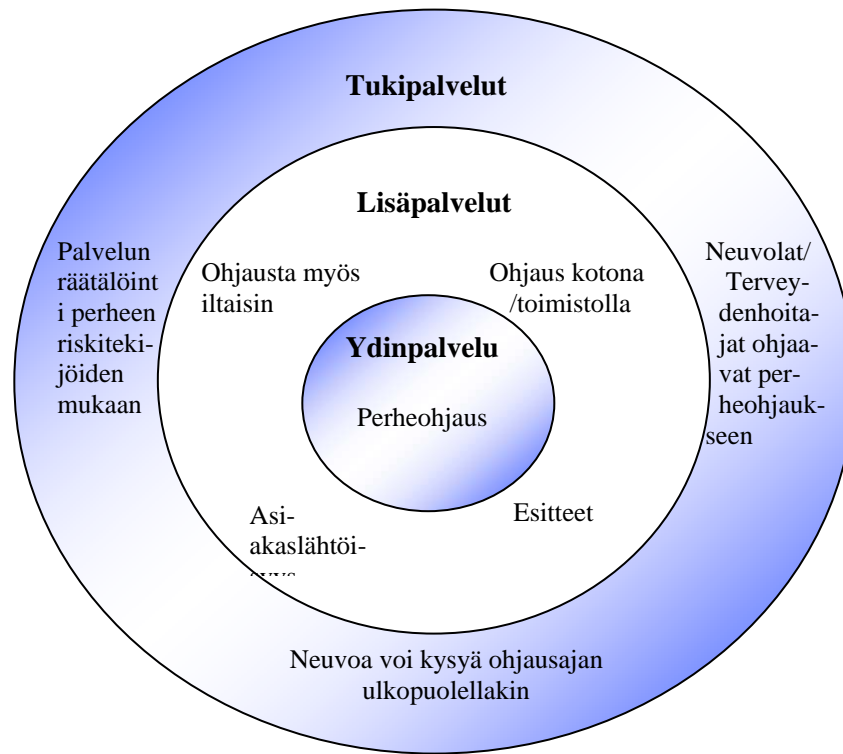 Tukipalvelut
Lisäpalvelut
Palvelun
räätälöint
i perheen
riskiteki-
jöiden
mukaan
Ohjausta myös
iltaisin
Ohjaus kotona
/toimistolla
Neuvolat/
Tervey-
denhoita-
jat ohjaa-
vat per-
heohjauk-
seen
Ydinpalvelu
Perheohjaus
Asi-
akaslähtöi-
Esitteet
Neuvoa voi kysyä ohjausajan
ulkopuolellakin